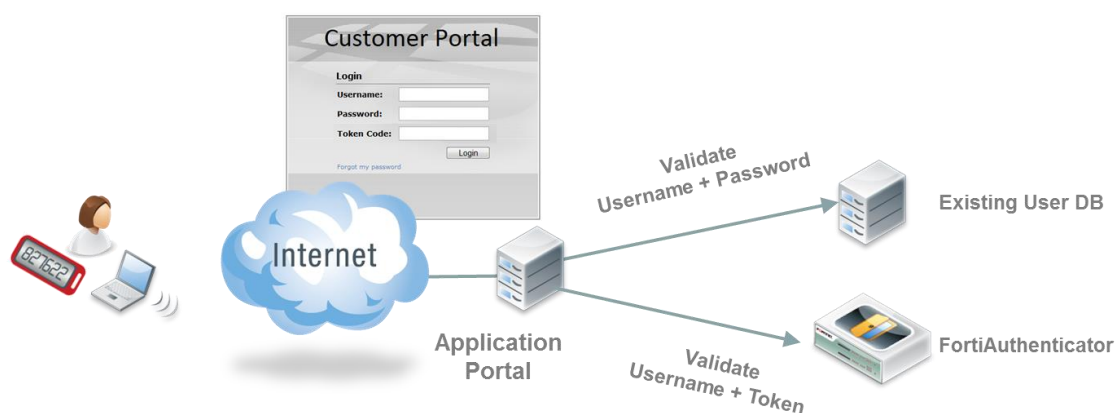 Customer Portal
Login
Username:
Password:
Token Code:
Login
Forgot my password
827622
Internet
Application
Portal
Validate
Username + Password
Existing User DB
Validate
Username + Token
FortiAuthenticator